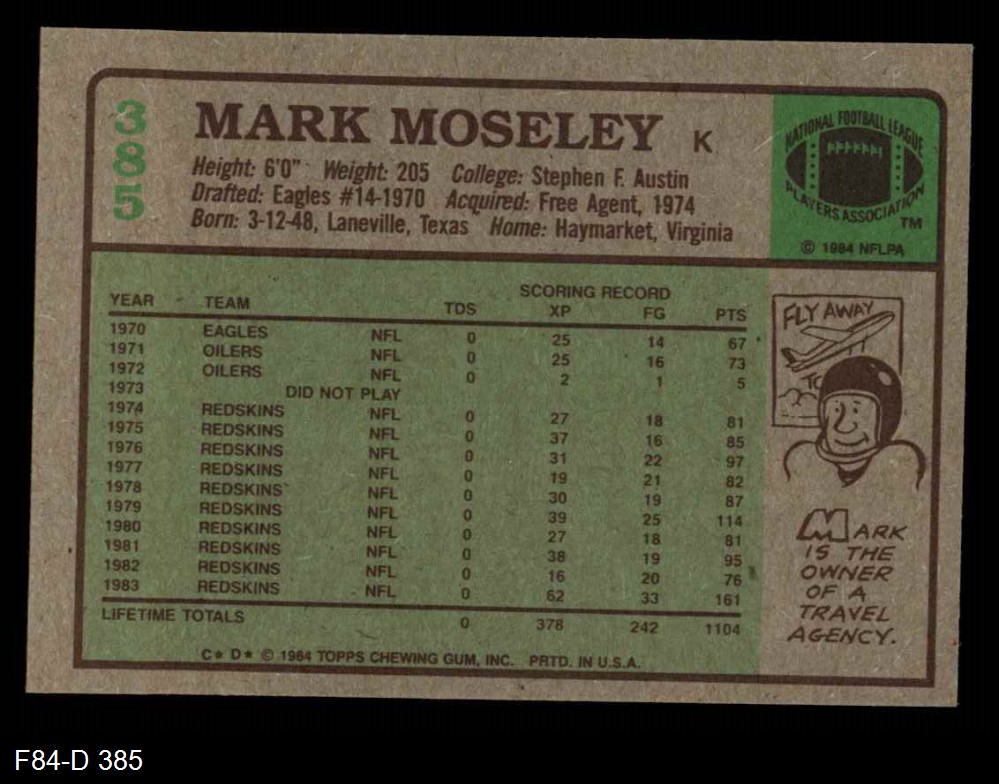 385
MARK MOSELEY K
Height: 6'0" Weight: 205 College: Stephen F. Austin
Drafted: Eagles #14-1970 Acquired: Free Agent, 1974
Born: 3-12-48, Laneville, Texas Home: Haymarket, Virginia
NATIONAL FOOTBALL LEAGUE
PLAYERS ASSOCIATION
TM
© 1984 NFLPA
SCORING RECORD
YEAR TEAM TDS XP FG PTS
1970 EAGLES NFL 0 25 14 67
1971 OILERS NFL 0 25 16 73
1972 OILERS NFL 0 2 1 5
1973 DID NOT PLAY
1974 REDSKINS NFL 0 27 18 81
1975 REDSKINS NFL 0 37 16 85
1976 REDSKINS NFL 0 31 22 97
1977 REDSKINS NFL 0 19 21 82
1978 REDSKINS NFL 0 30 19 87
1979 REDSKINS NFL 0 39 25 114
1980 REDSKINS NFL 0 27 18 81
1981 REDSKINS NFL 0 38 19 95
1982 REDSKINS NFL 0 16 20 76
1983 REDSKINS NFL 0 62 33 161
LIFETIME TOTALS 0 378 242 1104
C* D* © 1984 TOPPS CHEWING GUM, INC. PRTD. IN U.S.A.
FLY AWAY
TO
MARK
IS THE
OWNER
OF A
TRAVEL
AGENCY.
F84-D 385